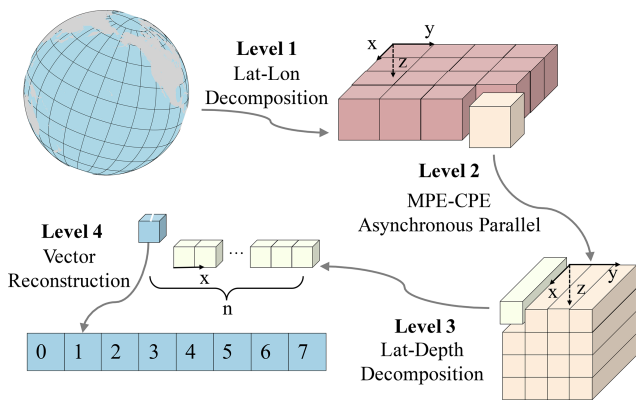 Level 1
Lat-Lon
Decomposition
x
y
z
Level 2
MPE-CPE
Asynchronous Parallel
x
y
z
Level 3
Lat-Depth
Decomposition
...
x
n
Level 4
Vector
Reconstruction
0 1 2 3 4 5 6 7